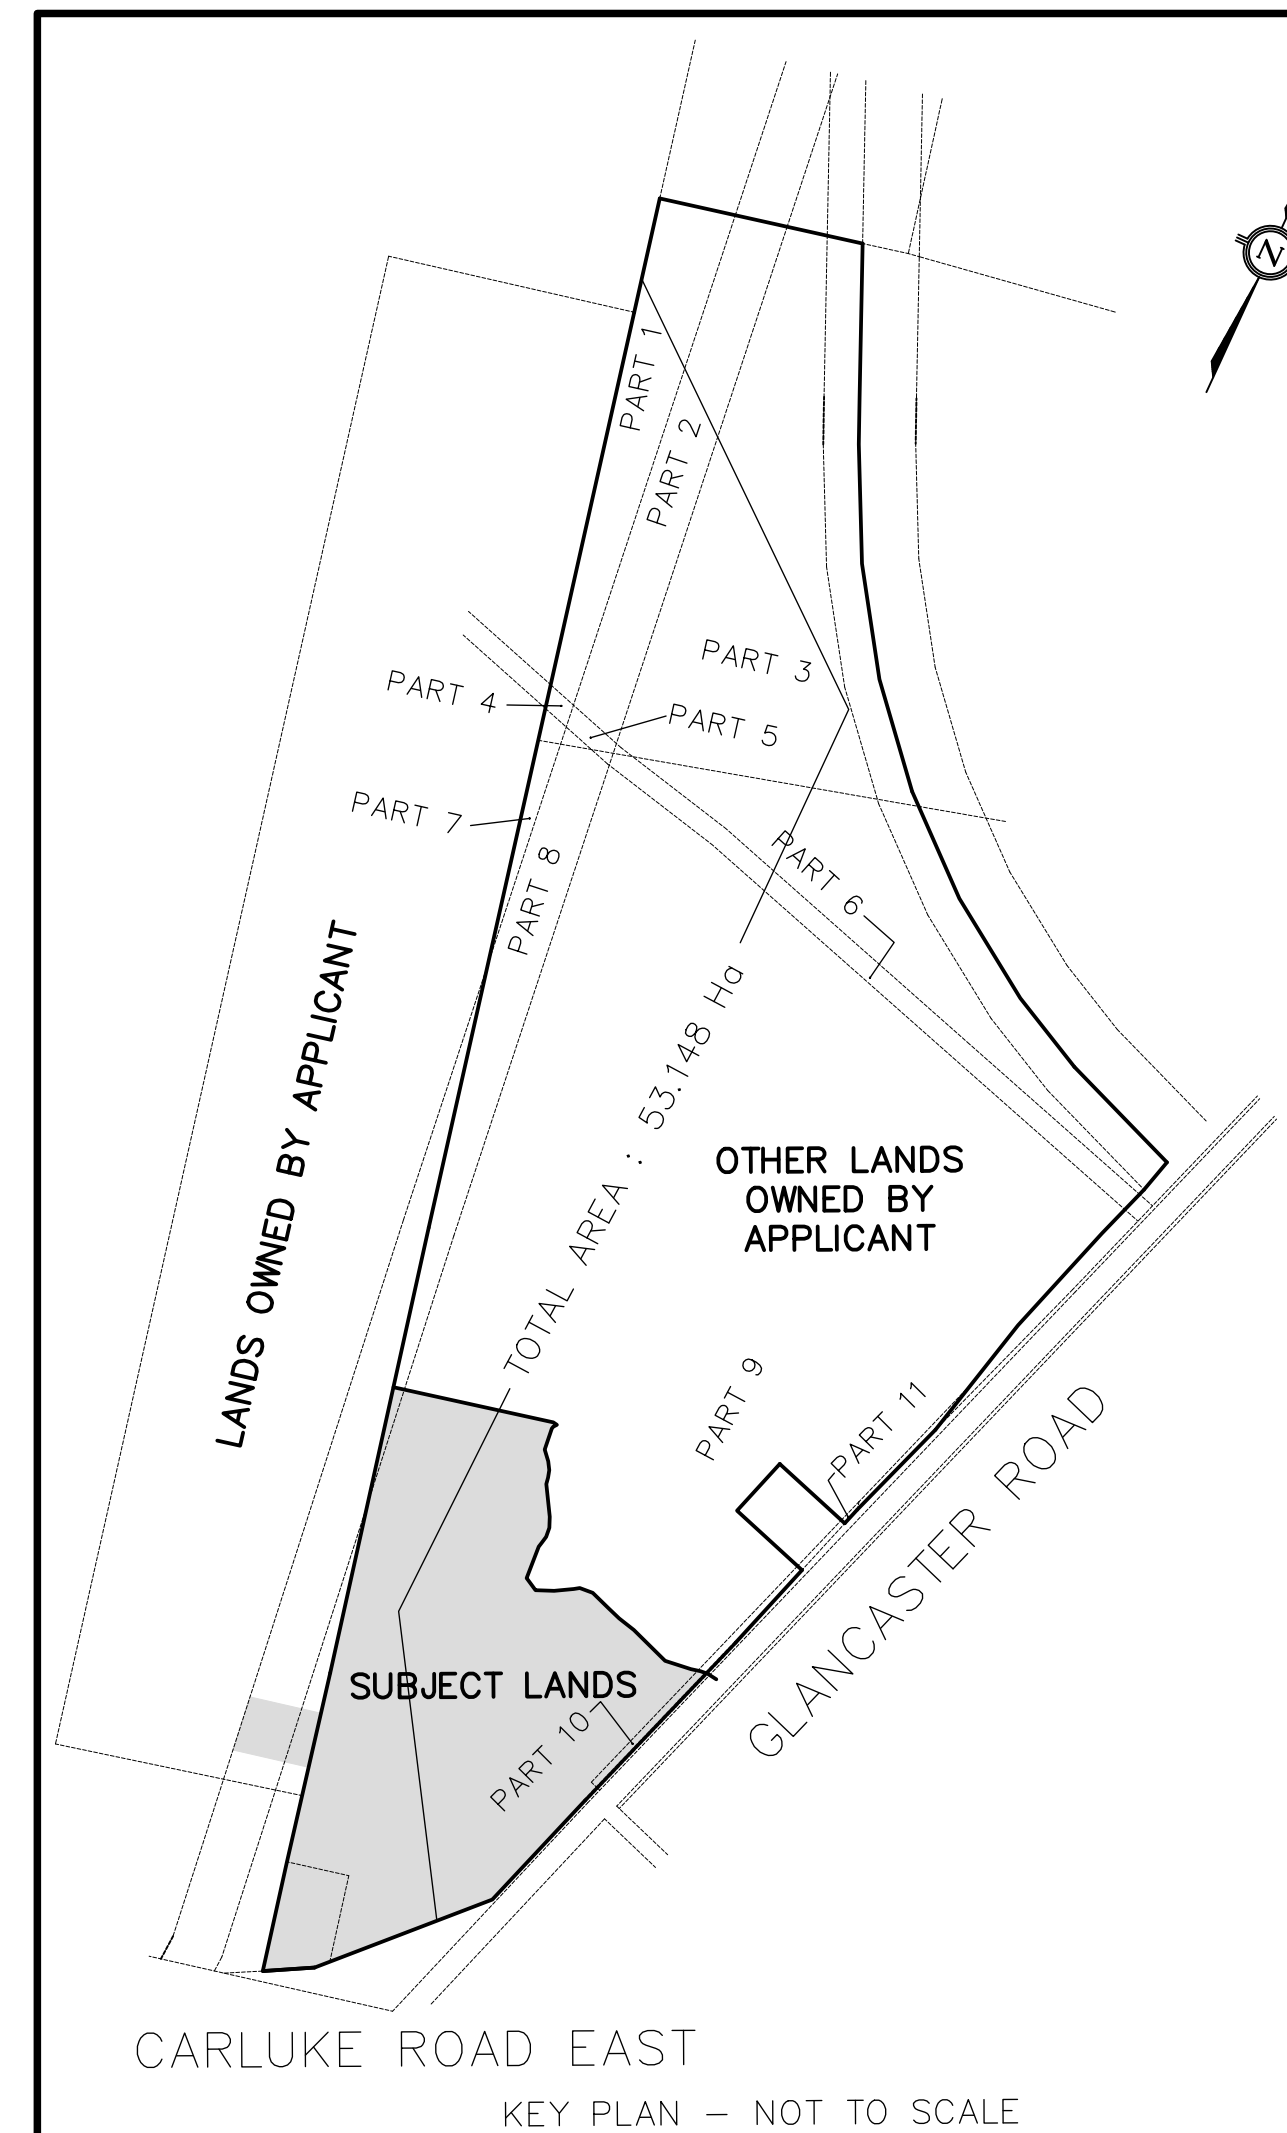 N
PART 1
PART 2
PART 3
PART 4
PART 5
PART 7
PART 6
PART 8
LANDS OWNED BY APPLICANT
TOTAL AREA : 53.148 Ha
OTHER LANDS
OWNED BY
APPLICANT
PART 9
PART 11
GLANCASTER ROAD
SUBJECT LANDS
PART 10
CARLUKE ROAD EAST
KEY PLAN – NOT TO SCALE